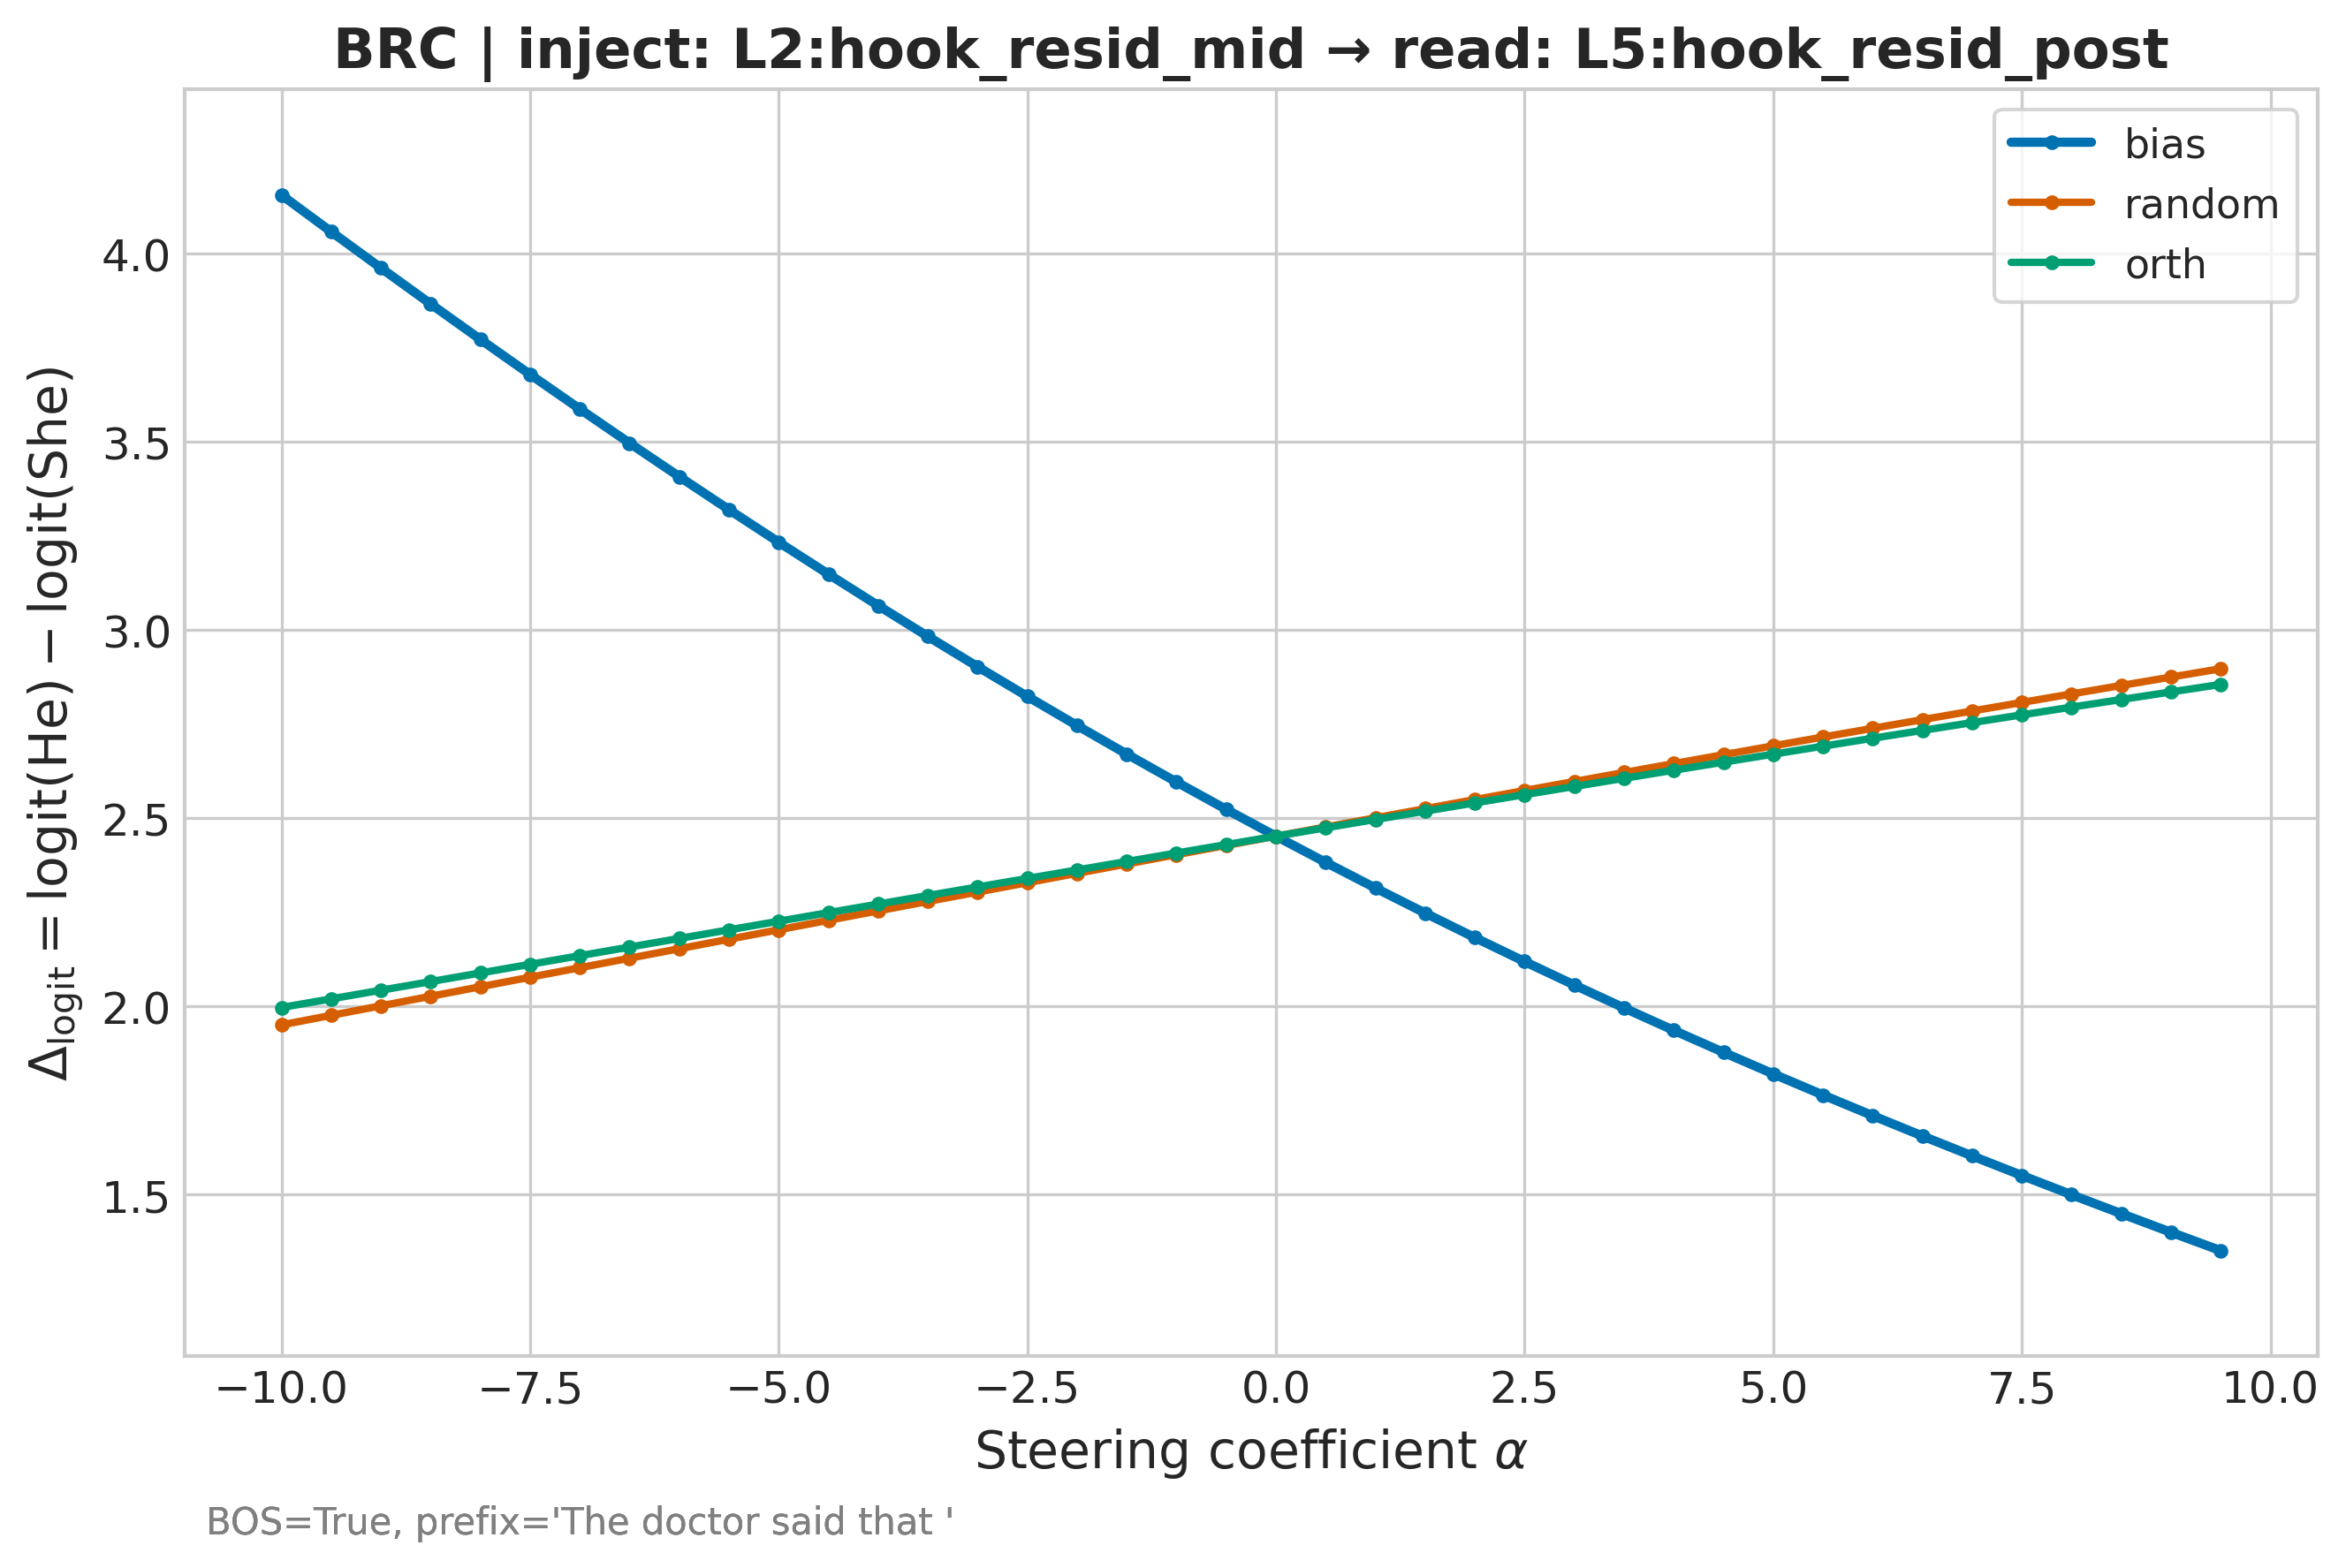 BRC | inject: L2:hook_resid_mid → read: L5:hook_resid_post
bias
random
orth
Δlogit = logit(He) − logit(She)
4.0
3.5
3.0
2.5
2.0
1.5
−10.0 −7.5 −5.0 −2.5 0.0 2.5 5.0 7.5 10.0
Steering coefficient α
BOS=True, prefix='The doctor said that '